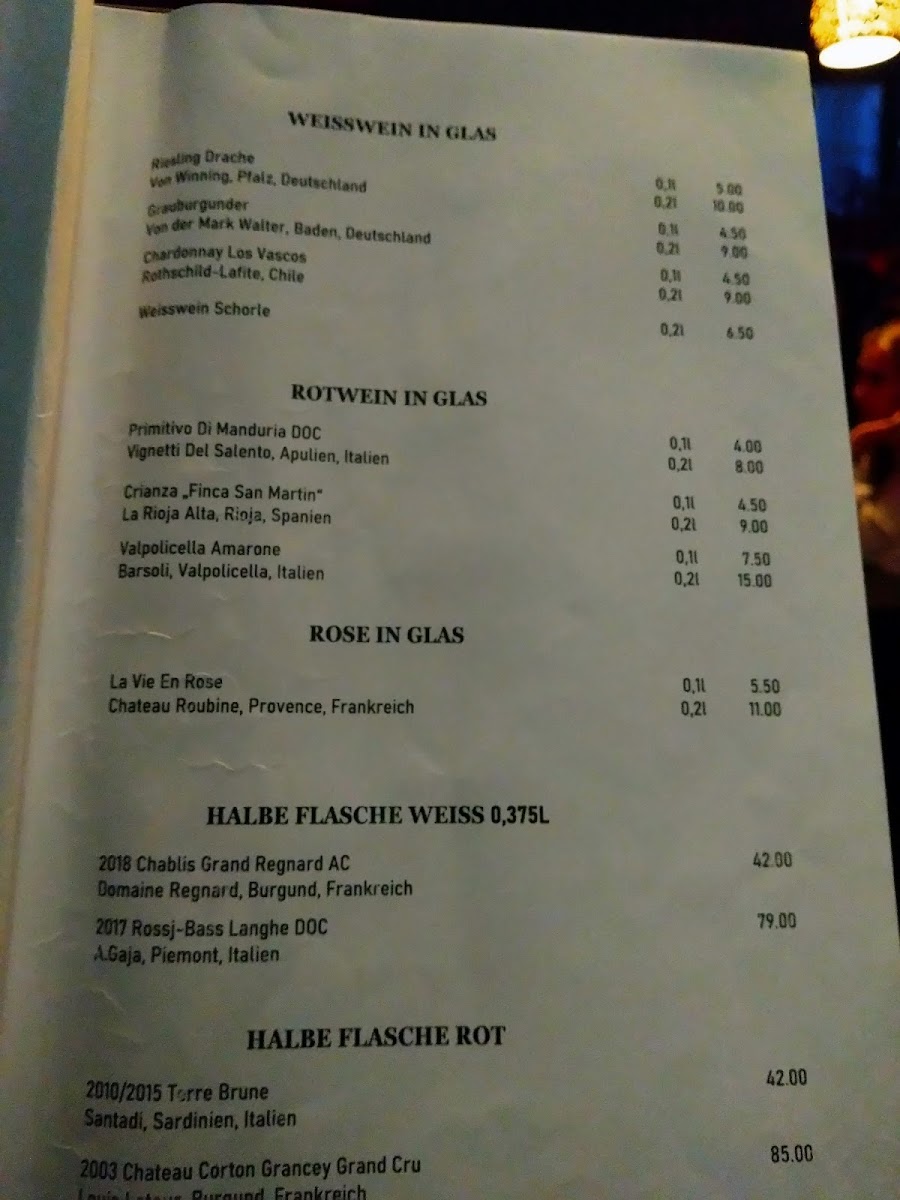 WEISSWEIN IN GLAS
Riesling Drache
Von Winning, Pfalz, Deutschland
0,1l 5.00
0,2l 10.00
Grauburgunder
Von der Mark Walter, Baden, Deutschland
0,1l 4.50
0,2l 9.00
Chardonnay Los Vascos
Rothschild-Lafite, Chile
0,1l 4.50
0,2l 9.00
Weisswein Schorle
0,2l 6.50
ROTWEIN IN GLAS
Primitivo Di Manduria DOC
Vignetti Del Salento, Apulien, Italien
0,1l 4.00
0,2l 8.00
Crianza „Finca San Martin“
La Rioja Alta, Rioja, Spanien
0,1l 4.50
0,2l 9.00
Valpolicella Amarone
Barsoli, Valpolicella, Italien
0,1l 7.50
0,2l 15.00
ROSE IN GLAS
La Vie En Rose
Chateau Roubine, Provence, Frankreich
0,1l 5.50
0,2l 11.00
HALBE FLASCHE WEISS 0,375L
2018 Chablis Grand Regnard AC 42.00
Domaine Regnard, Burgund, Frankreich
2017 Rossj-Bass Langhe DOC 79.00
A.Gaja, Piemont, Italien
HALBE FLASCHE ROT
2010/2015 Terre Brune 42.00
Santadi, Sardinien, Italien
2003 Chateau Corton Grancey Grand Cru 85.00
Louis Latour, Burgund, Frankreich